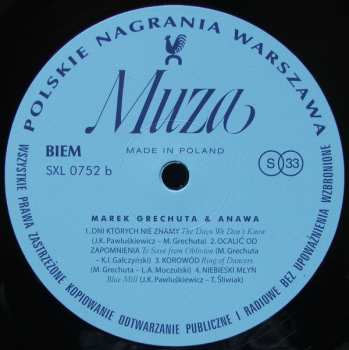 POLSKIE NAGRANIA WARSZAWA
Muza
BIEM
MADE IN POLAND
SXL 0752 b
S 33
MAREK GRECHUTA & ANAWA
1. DNI KTÓRYCH NIE ZNAMY The Days We Don't Know
(J.K. Pawluśkiewicz – M. Grechuta) 2. OCALIĆ OD
ZAPOMNIENIA To Save from Oblivion (M. Grechuta
– K.I. Gałczyński) 3. KOROWÓD Ring of Dancers
(M. Grechuta – L.A. Moczulski) 4. NIEBIESKI MŁYN
Blue Mill (J.K. Pawluśkiewicz – T. Śliwiak)
WSZYSTKIE PRAWA ZASTRZEŻONE KOPIOWANIE ODTWARZANIE PUBLICZNE I RADIOWE BEZ UPOWAŻNIENIA WZBRONIONE